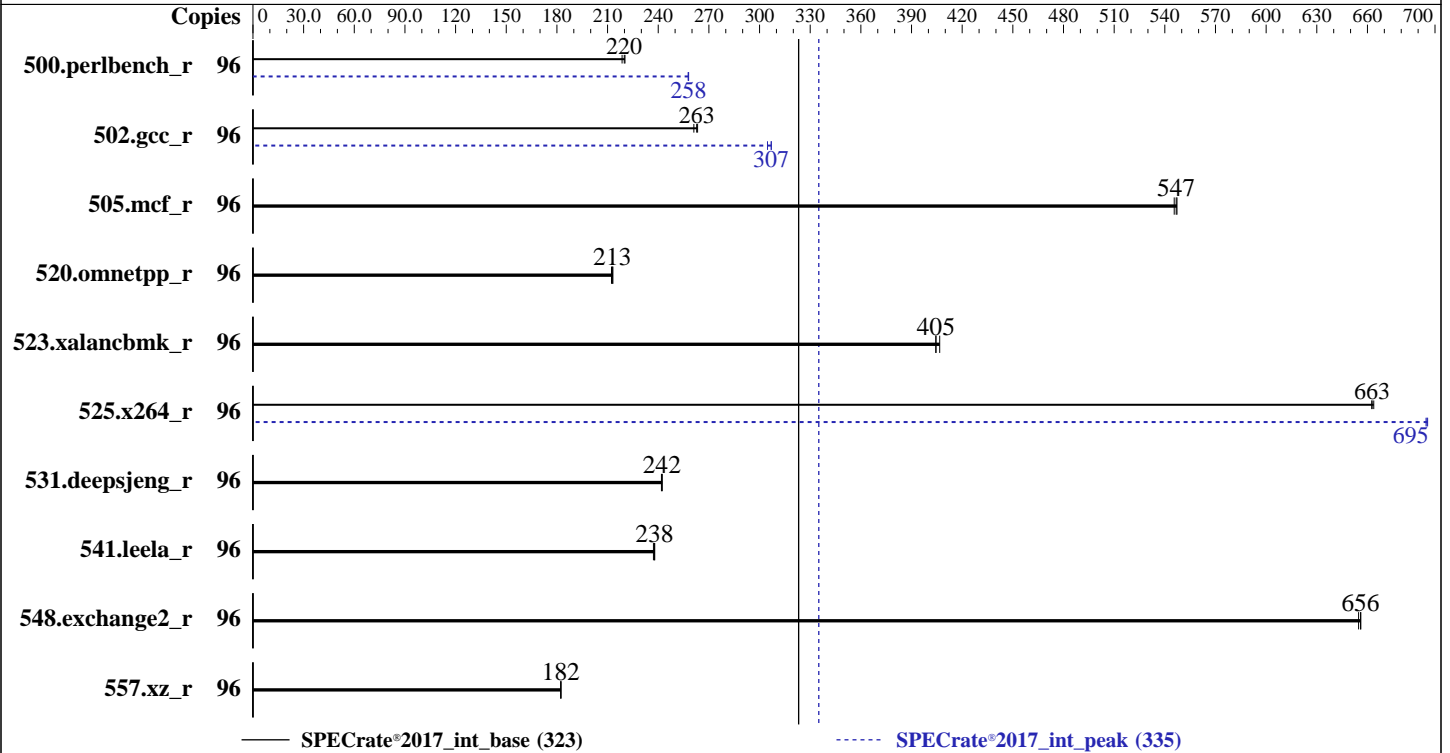 Copies 0 30.0 60.0 90.0 120 150 180 210 240 270 300 330 360 390 420 450 480 510 540 570 600 630 660 700
220
500.perlbench_r 96
258
263
502.gcc_r 96
307
547
505.mcf_r 96
213
520.omnetpp_r 96
405
523.xalancbmk_r 96
663
525.x264_r 96
695
242
531.deepsjeng_r 96
238
541.leela_r 96
656
548.exchange2_r 96
182
557.xz_r 96
SPECrate®2017_int_base (323) SPECrate®2017_int_peak (335)